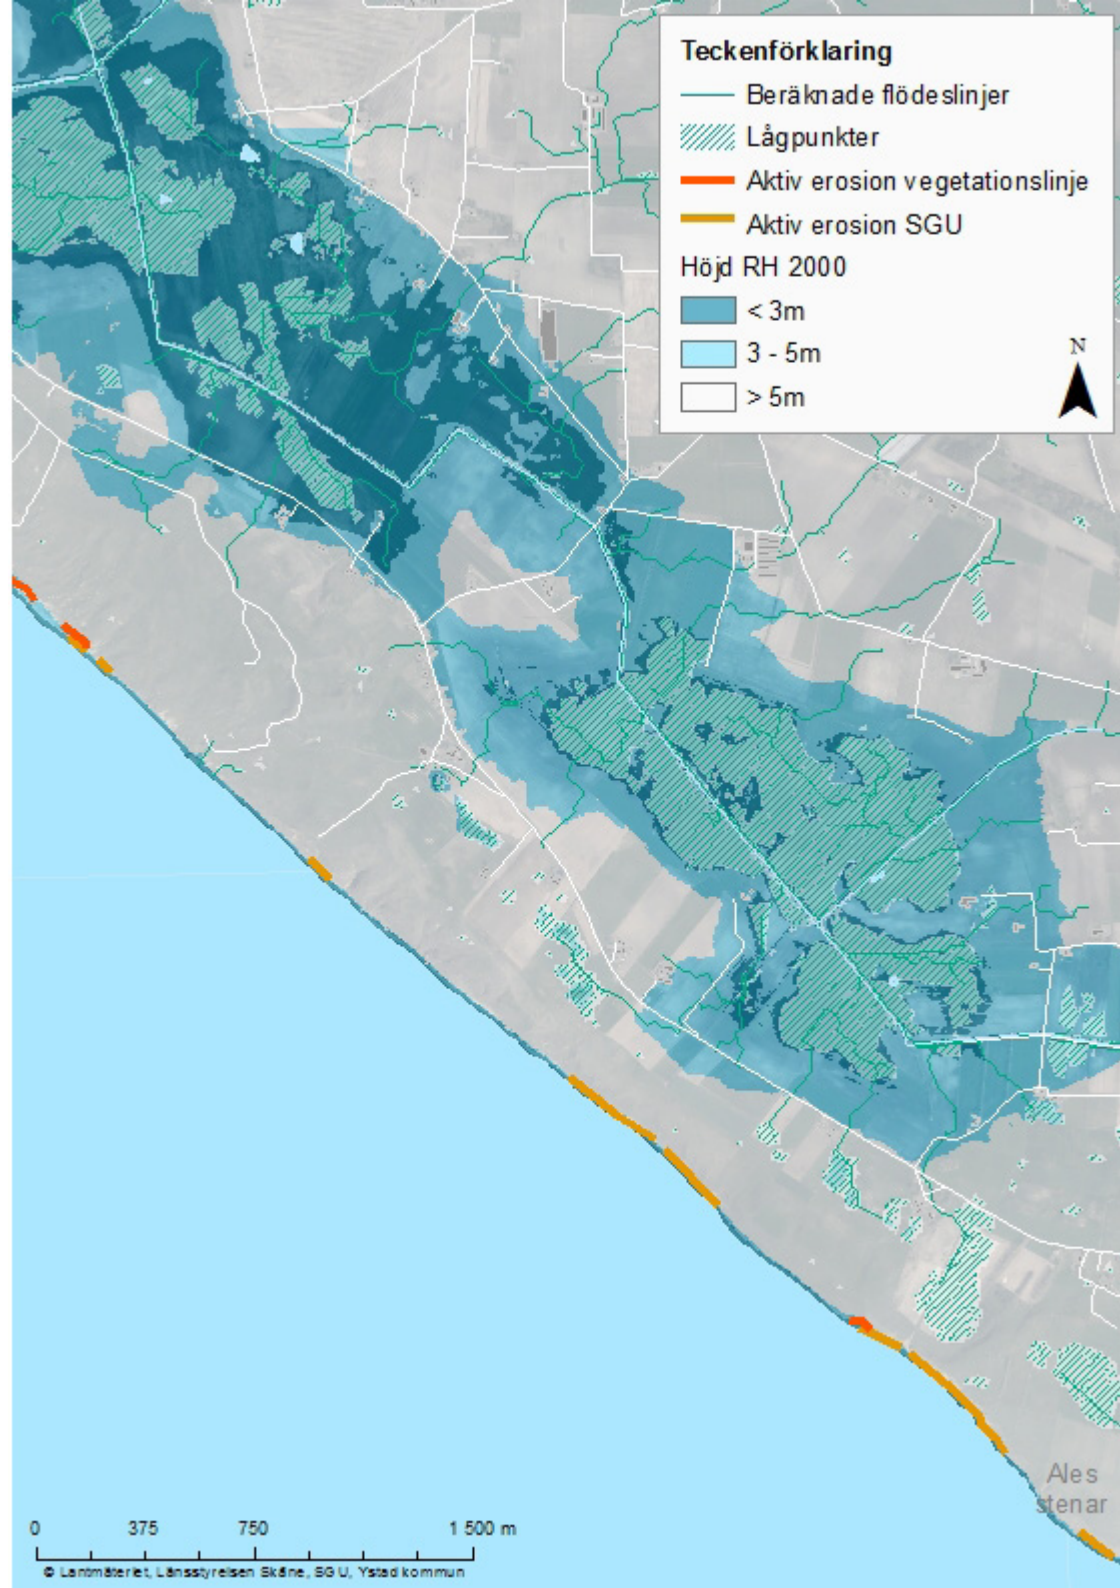 Teckenförklaring
Beräknade flödeslinjer
Lågpunkter
Aktiv erosion vegetationslinje
Aktiv erosion SGU
Höjd RH 2000
< 3m
3 - 5m
> 5m
N
Ales
stenar
0 375 750 1 500 m
© Lantmäteriet, Länsstyrelsen Skåne, SGU, Ystad kommun